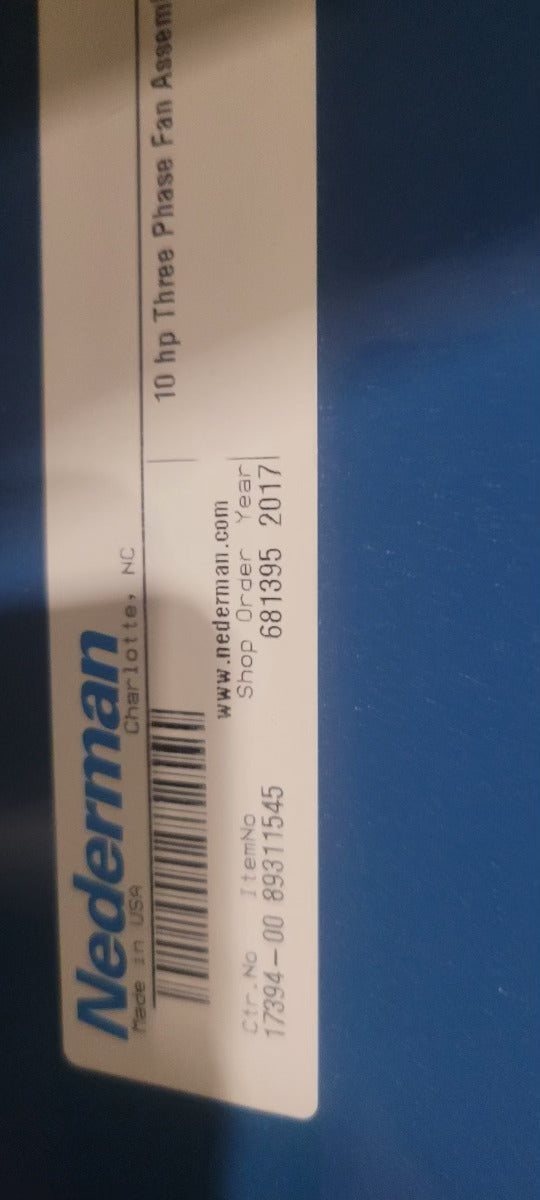 Nederman
Made in USA Charlotte, NC
10 hp Three Phase Fan
www.nederman.com
Ctr.No ItemNo Shop Order Year
17394-00 89311545 681395 2017